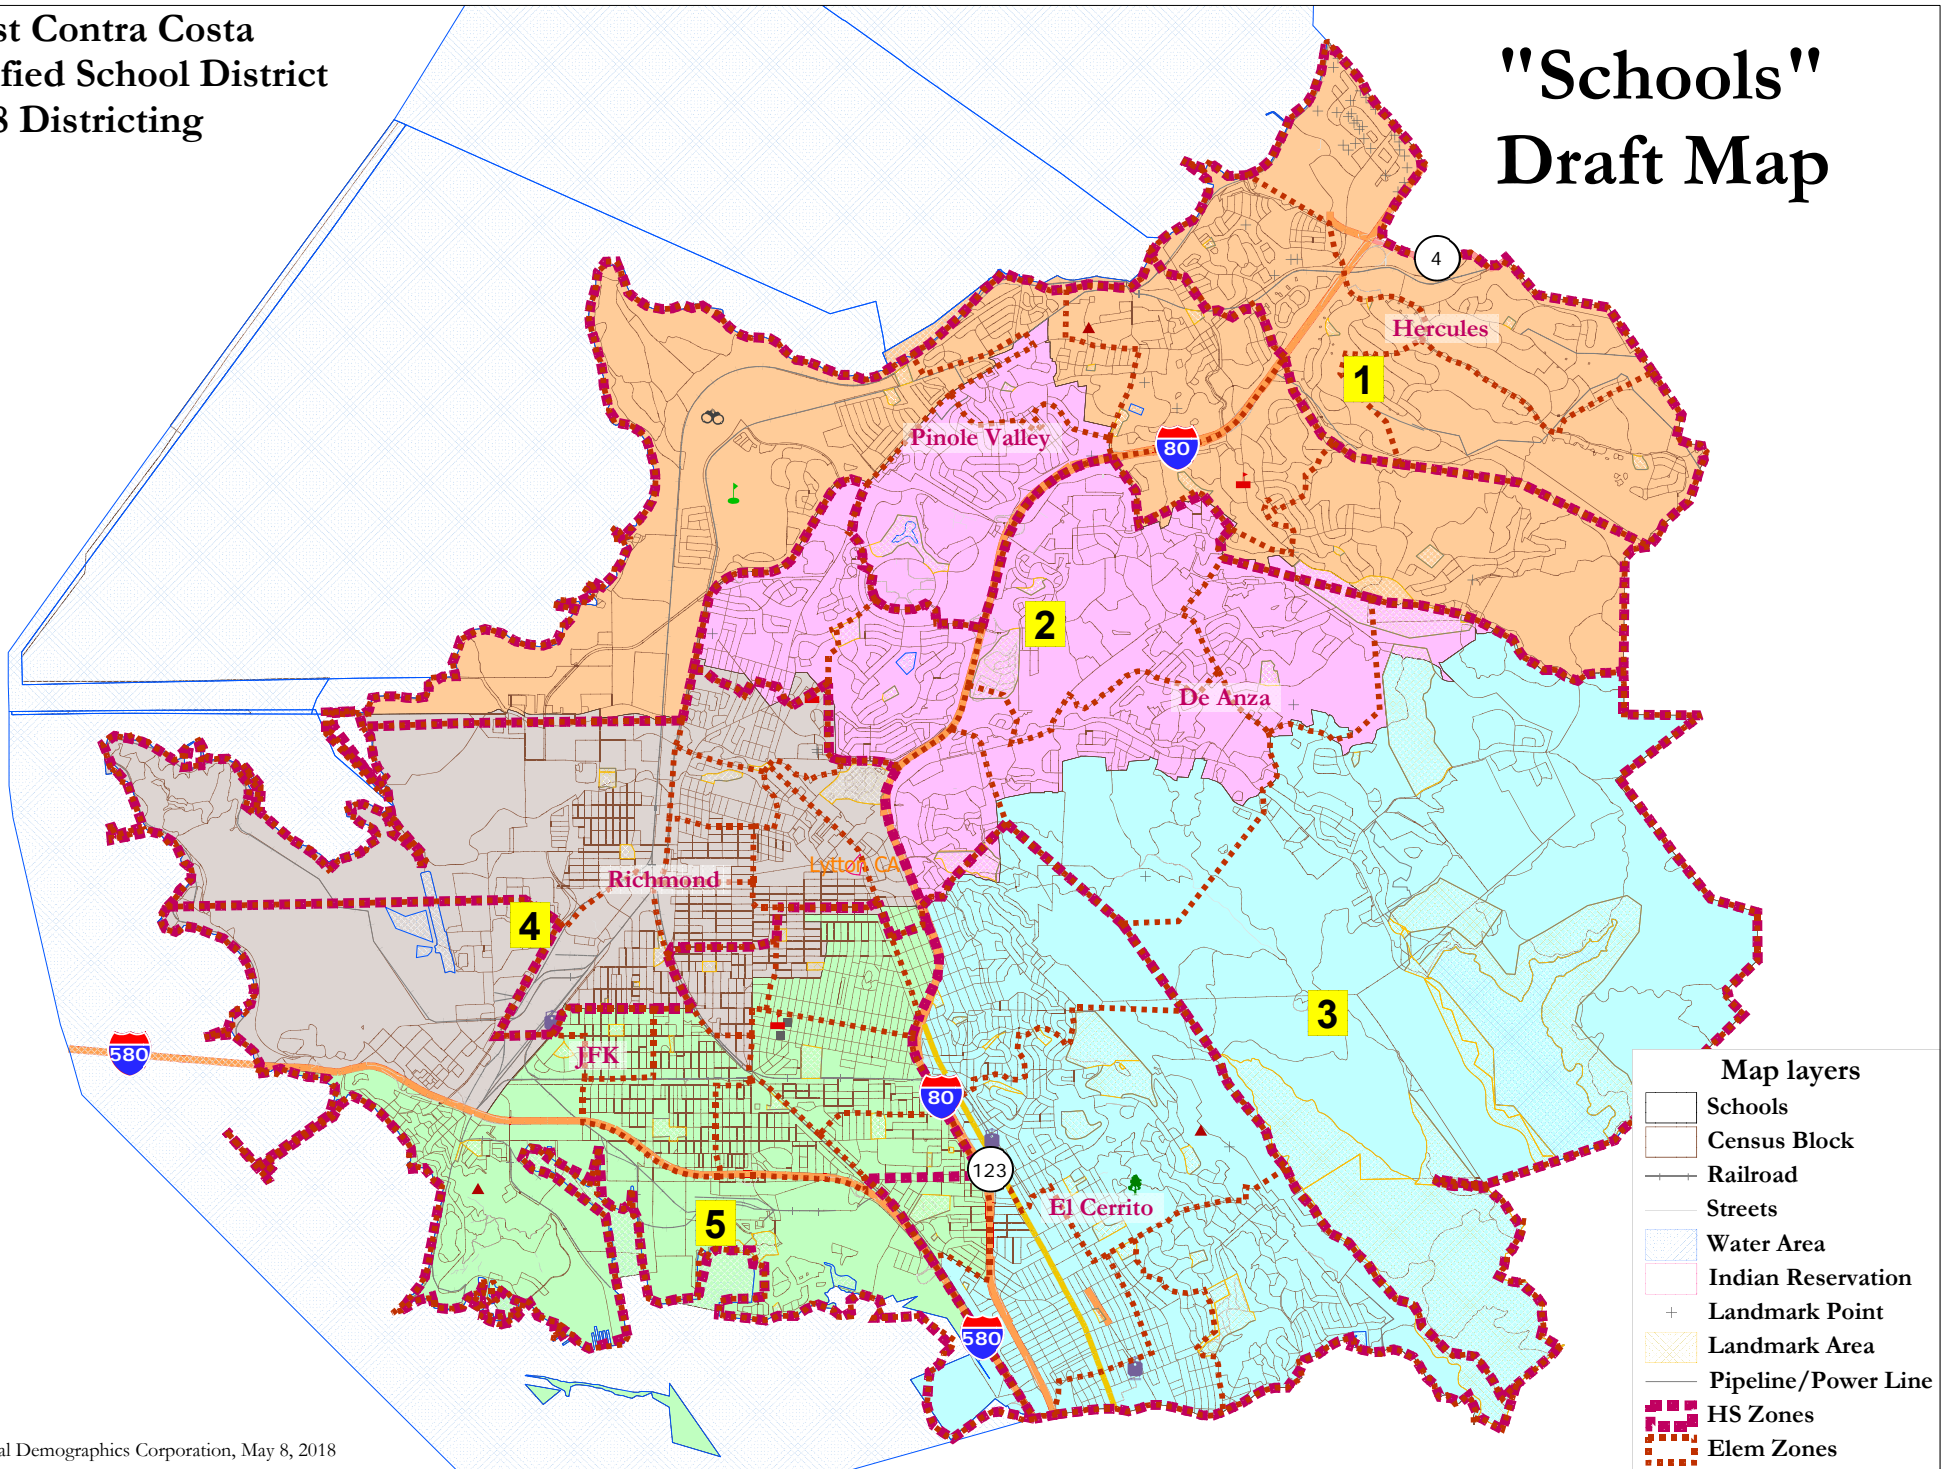 st Contra Costa
fied School District
8 Districting
"Schools"
Draft Map
4
Hercules
1
Pinole Valley
80
2
De Anza
Lytton CA
Richmond
4
3
JFK
580
80
123
El Cerrito
5
580
Map layers
Schools
Census Block
Railroad
Streets
Water Area
Indian Reservation
Landmark Point
Landmark Area
Pipeline/Power Line
HS Zones
Elem Zones
al Demographics Corporation, May 8, 2018